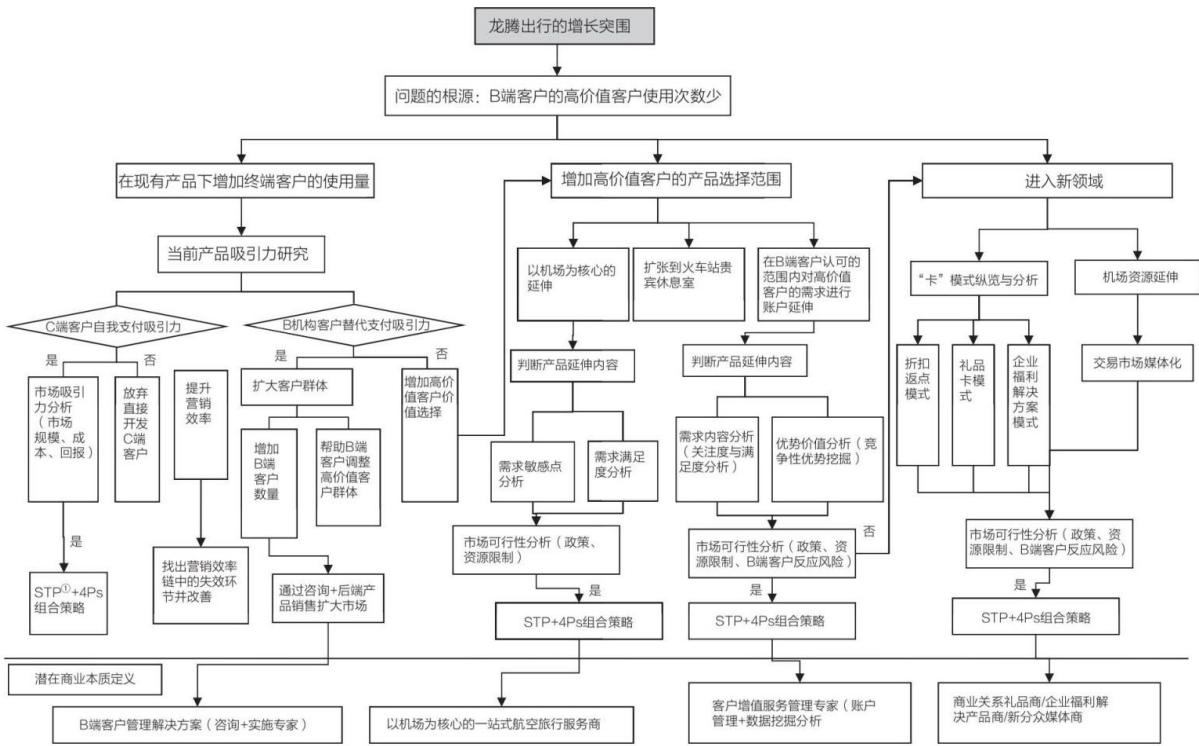 龙腾出行的增长突围
问题的根源：B端客户的高价值客户使用次数少
在现有产品下增加终端客户的使用量
增加高价值客户的产品选择范围
进入新领域
当前产品吸引力研究
以机场为核心的
延伸
扩张到火车站贵
宾休息室
在B端客户认可的
范围内对高价值
客户的需求进行
账户延伸
“卡”模式纵览与分析
机场资源延伸
C端客户自我支付吸引力
B机构客户替代支付吸引力
是
否
是
否
市场吸引
力分析
（市场
规模、成
本、回报）
放弃
直接
开发
C端
客户
提升
营销
效率
扩大客户群体
增加高价
值客户价
值选择
增加
B端
客户
数量
帮助B端
客户调整
高价值客
户群体
判断产品延伸内容
判断产品延伸内容
折扣
返点
模式
礼品
卡模
式
企业
福利
解决
方案
模式
交易市场媒体化
需求敏感点
分析
需求满足
度分析
需求内容分析
（关注度与满
足度分析）
优势价值分析（竞
争性优势挖掘）
是
市场可行性分析（政策、
资源限制）
市场可行性分析（政策、资
源限制、B端客户反应风险）
否
市场可行性分析（政策、资
源限制、B端客户反应风险）
STP①+4Ps
组合策略
找出营销效率
链中的失效环
节并改善
通过咨询+后端产
品销售扩大市场
是
是
是
STP+4Ps组合策略
STP+4Ps组合策略
STP+4Ps组合策略
潜在商业本质定义
B端客户管理解决方案（咨询+实施专家）
以机场为核心的一站式航空旅行服务商
客户增值服务管理专家（账户
管理+数据挖掘分析
商业关系礼品商/企业福利解
决产品商/新分众媒体商